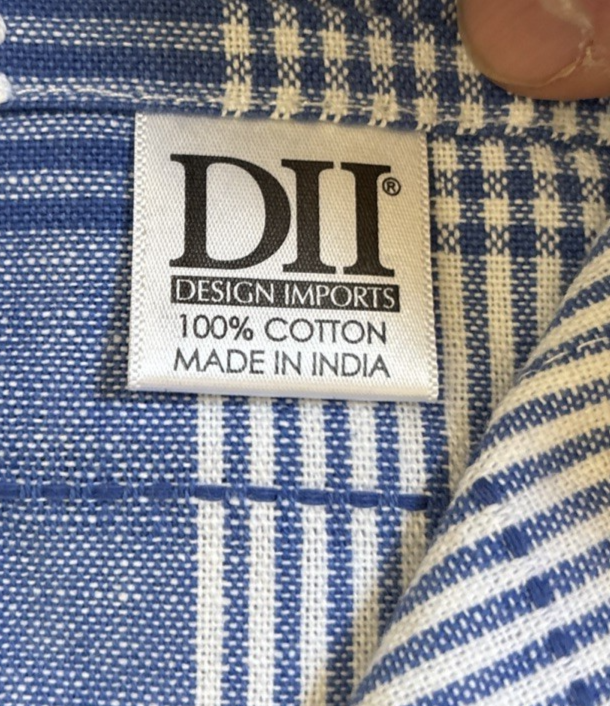 DII®
DESIGN IMPORTS
100% COTTON
MADE IN INDIA